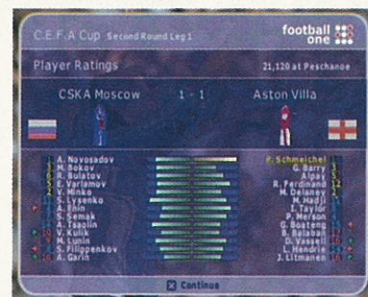 C.E.F.A Cup Second Round Leg 1
football one
Player Ratings 21,120 at Peschanoe
CSKA Moscow 1 - 1 Aston Villa
A. Novosadov P. Schmeichel
M. Bokov G. Barry
R. Bulatov Alpay
E. Varlamov R. Ferdinand
V. Minko M. Delaney
S. Lysenko M. Hadji
A. Enin I. Taylor
S. Semak P. Merson
A. Tsaplin G. Boateng
V. Kulik B. Balaban
M. Lunin D. Vassell
S. Filippenkov L. Hendrie
A. Garin J. Litmanen
Continue